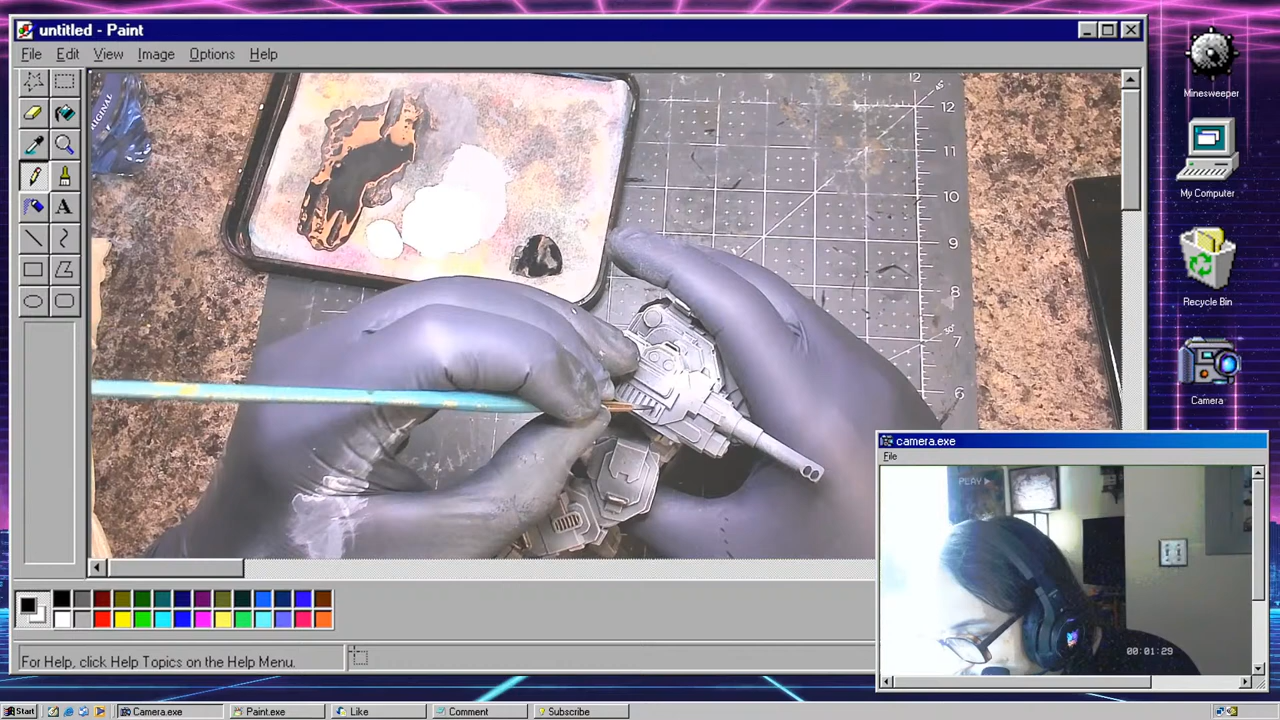 untitled - Paint
File Edit View Image Options Help
ORIGINAL
12
11
10
9
8
7
6
Minesweeper
My Computer
Recycle Bin
Camera
camera.exe
File
PLAY
00:01:29
For Help, click Help Topics on the Help Menu.
Start Camera.exe Paint.exe Like Comment Subscribe